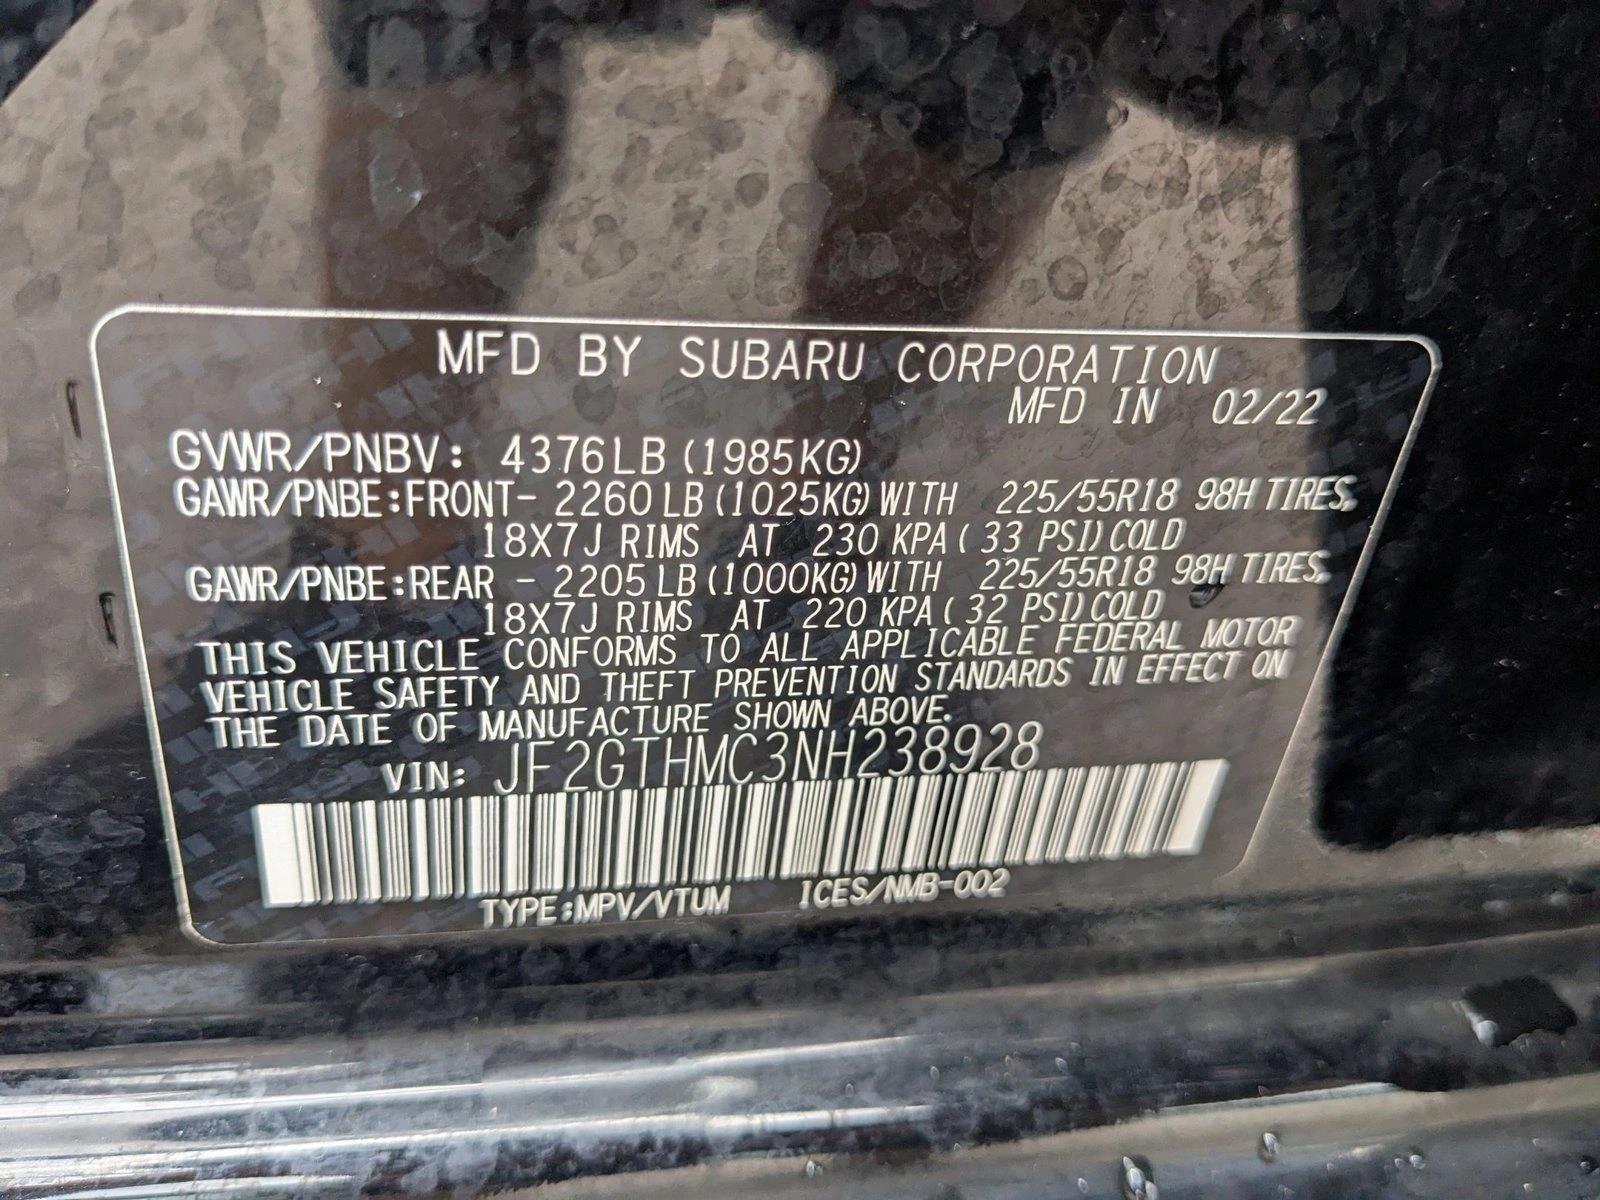 MFD BY SUBARU CORPORATION
MFD IN 02/22
GVWR/PNBV: 4376LB (1985KG)
GAWR/PNBE:FRONT- 2260 LB (1025KG) WITH 225/55R18 98H TIRES,
18X7J RIMS AT 230 KPA ( 33 PSI) COLD
GAWR/PNBE:REAR - 2205 LB (1000KG) WITH 225/55R18 98H TIRES,
18X7J RIMS AT 220 KPA ( 32 PSI) COLD
THIS VEHICLE CONFORMS TO ALL APPLICABLE FEDERAL MOTOR
VEHICLE SAFETY AND THEFT PREVENTION STANDARDS IN EFFECT ON
THE DATE OF MANUFACTURE SHOWN ABOVE.
VIN: JF2GTHMC3NH238928
TYPE:MPV/VTUM ICES/NMB-002